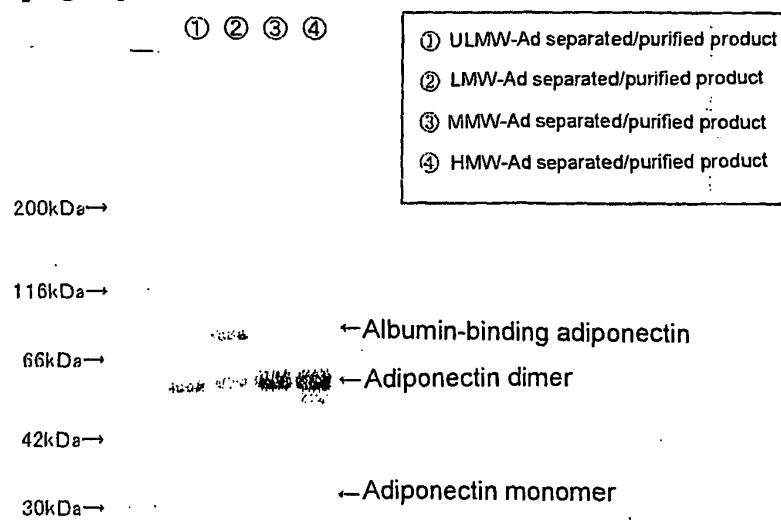 ① ② ③ ④
① ULMW-Ad separated/purified product
② LMW-Ad separated/purified product
③ MMW-Ad separated/purified product
④ HMW-Ad separated/purified product
200kDa→
116kDa→
←Albumin-binding adiponectin
66kDa→
←Adiponectin dimer
42kDa→
←Adiponectin monomer
30kDa→